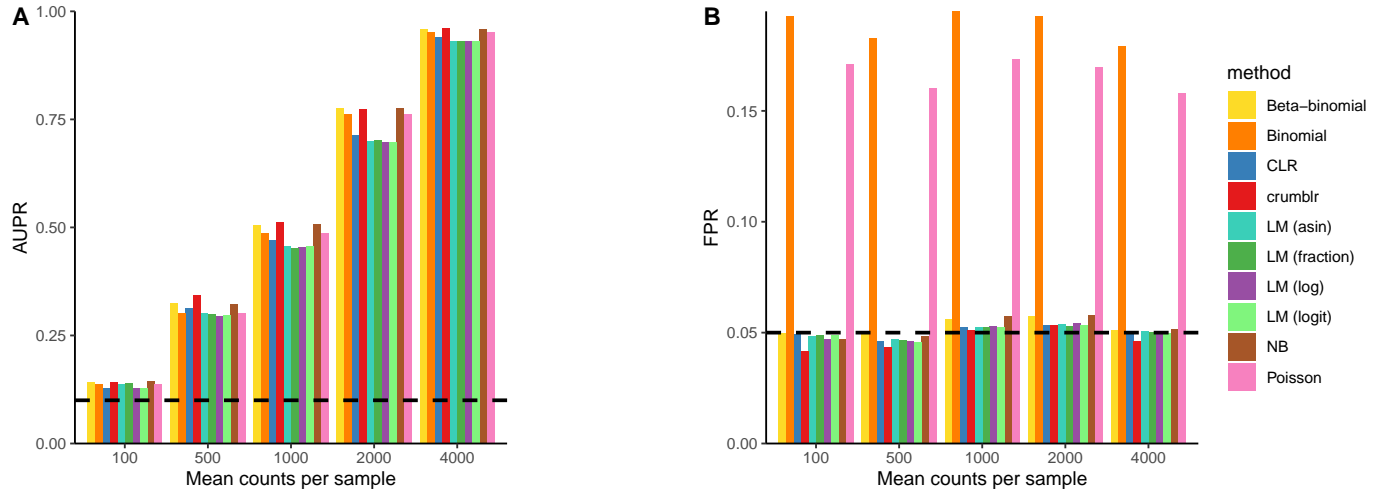 A
AUPR
1.00
0.75
0.50
0.25
0.00
100 500 1000 2000 4000
Mean counts per sample
B
FPR
0.15
0.10
0.05
0.00
100 500 1000 2000 4000
Mean counts per sample
method
Beta−binomial
Binomial
CLR
crumblr
LM (asin)
LM (fraction)
LM (log)
LM (logit)
NB
Poisson